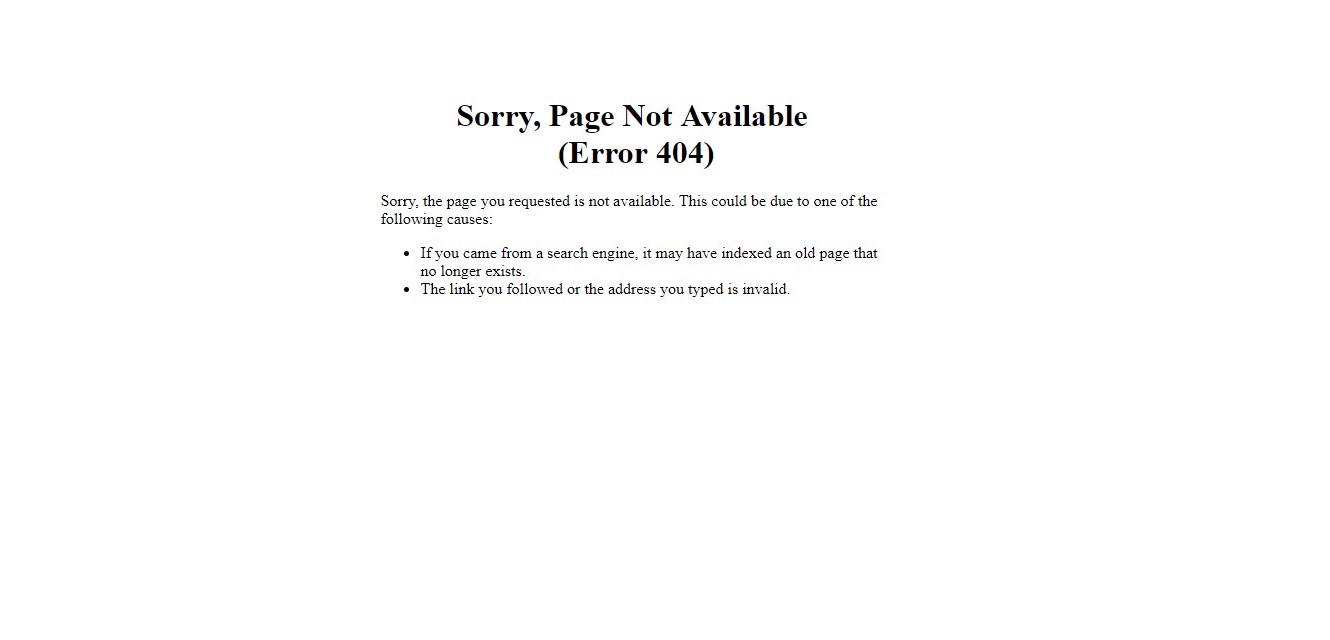 Sorry, Page Not Available
(Error 404)
Sorry, the page you requested is not available. This could be due to one of the
following causes:
If you came from a search engine, it may have indexed an old page that
no longer exists.
The link you followed or the address you typed is invalid.